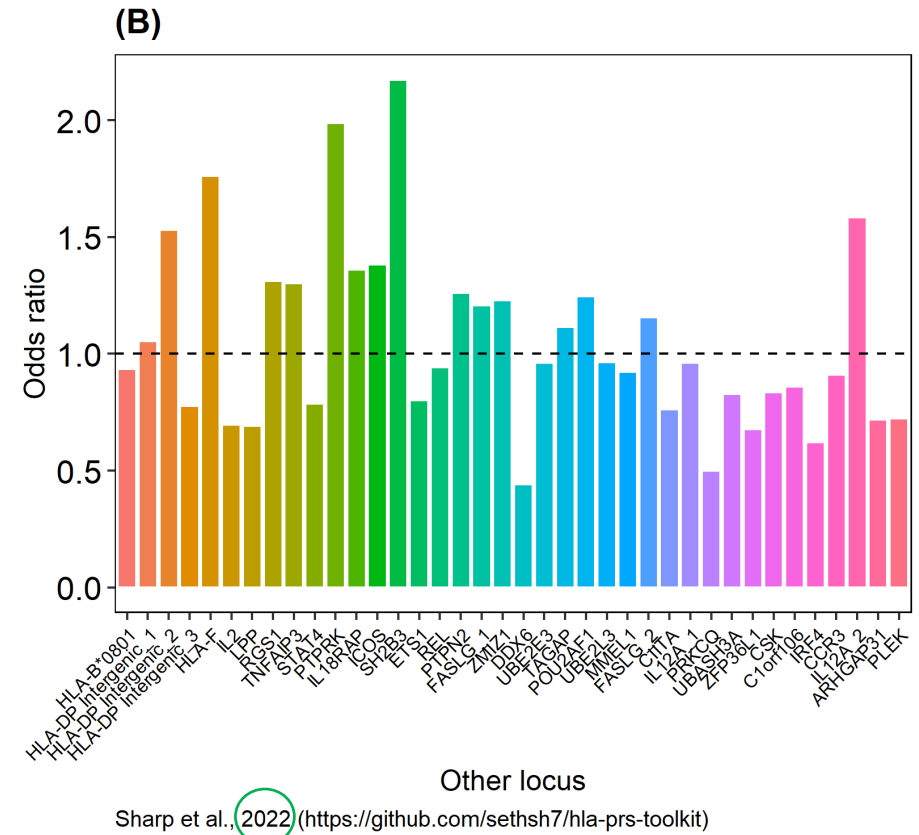 (B)
Odds ratio
2.0
1.5
1.0
0.5
0.0
HLA-B*0801
HLA-DP Intergenic_1
HLA-DP Intergenic_2
HLA-DP Intergenic_3
HLA-F
IL2
LPP
RGS1
TNFAIP3
STAT4
PTPRK
IL18RAP
ICOS
SH2B3
ETS1
REL
PTPN2
FASLG_1
ZMIZ1
DDX6
UBE2E3
TAGAP
POU2AF1
UBE2L3
MMEL1
FASLG_2
CIITA
IL12A_1
PRKCQ
UBASH3A
ZFP36L1
CSK
C1orf106
IRF4
CCR3
IL12A_2
ARHGAP31
PLEK
Other locus
Sharp et al., 2022 (https://github.com/sethsh7/hla-prs-toolkit)